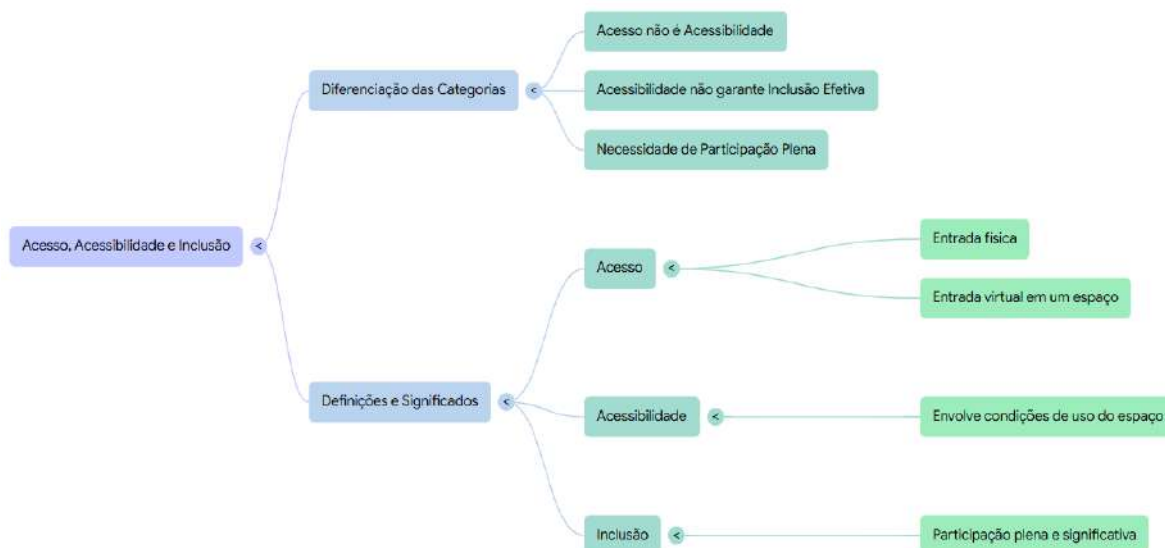 Acesso, Acessibilidade e Inclusão
<
Diferenciação das Categorias
<
Acesso não é Acessibilidade
Acessibilidade não garante Inclusão Efetiva
Necessidade de Participação Plena
Definições e Significados
<
Acesso
<
Entrada física
Entrada virtual em um espaço
Acessibilidade
<
Envolve condições de uso do espaço
Inclusão
<
Participação plena e significativa